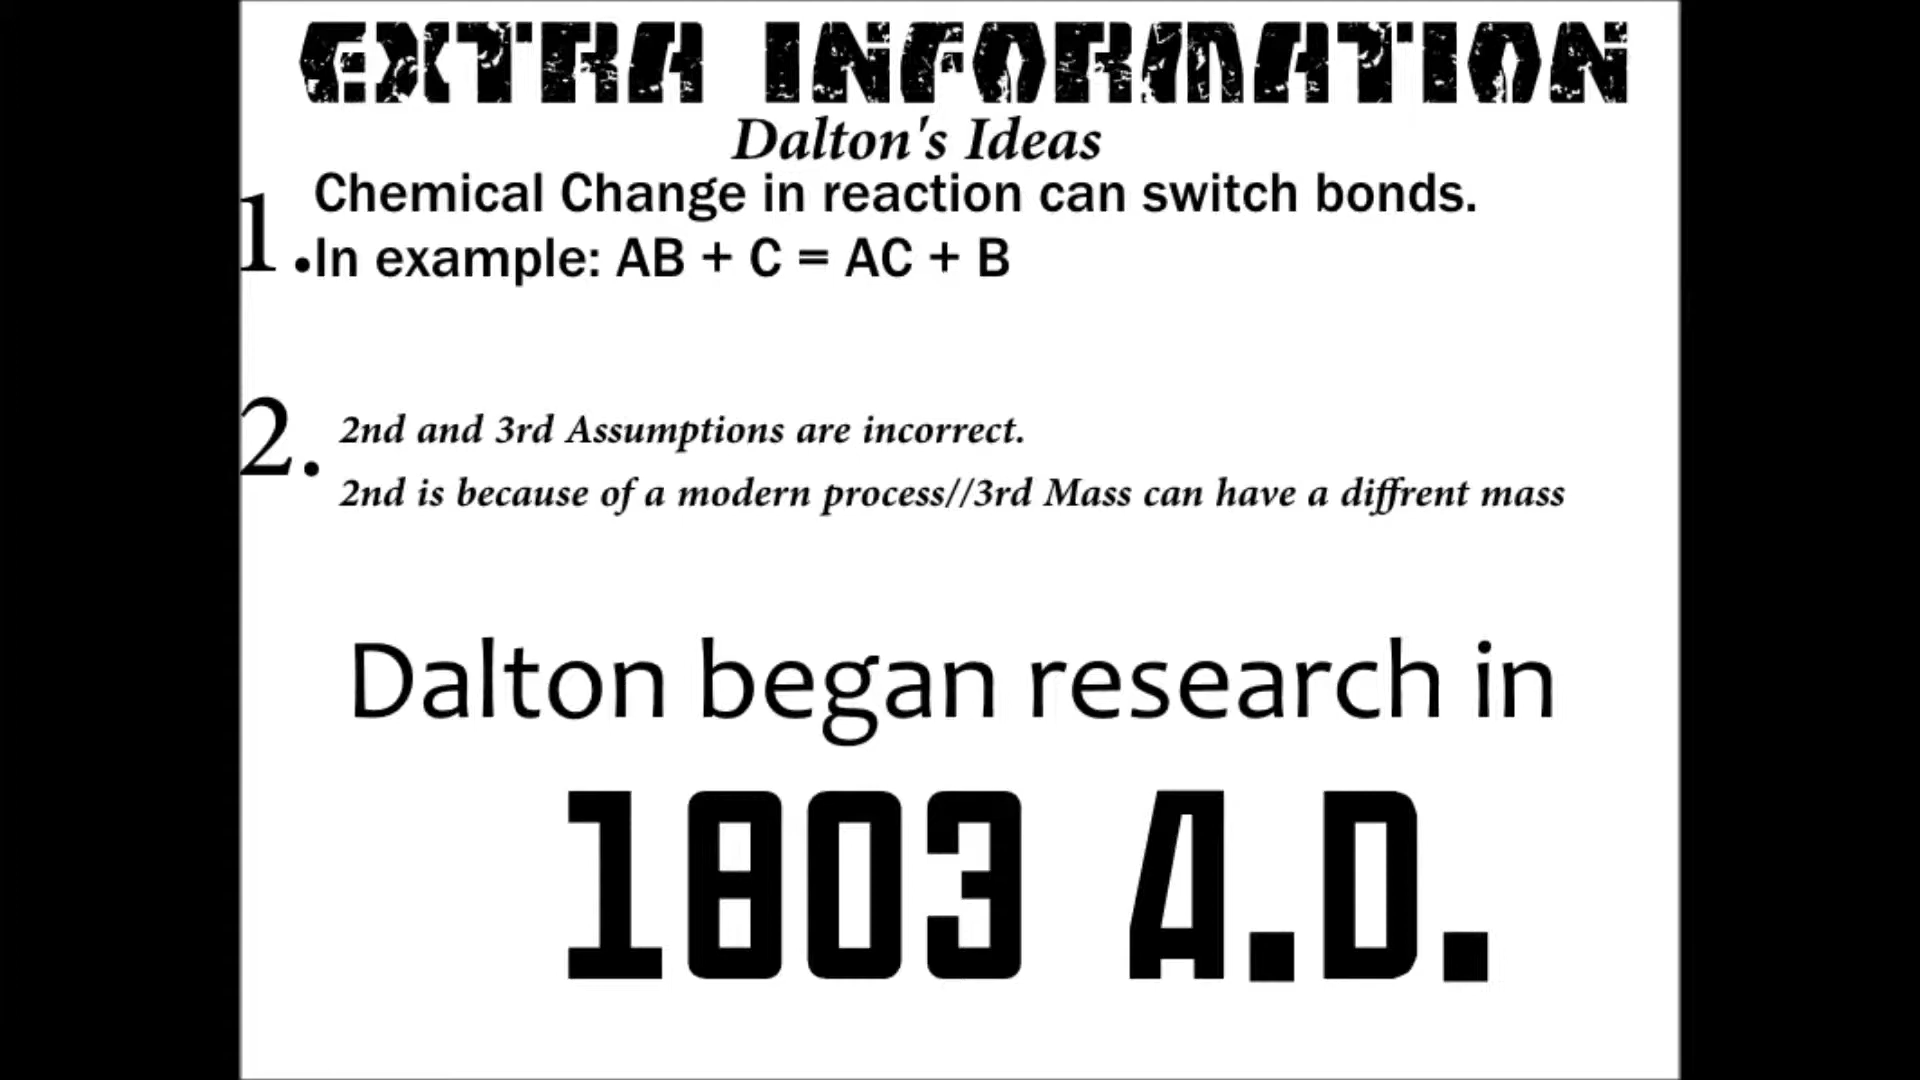 EXTRA INFORMATION
Dalton's Ideas
1. Chemical Change in reaction can switch bonds.
In example: AB + C = AC + B
2. 2nd and 3rd Assumptions are incorrect.
2nd is because of a modern process//3rd Mass can have a diffrent mass
Dalton began research in
1803 A.D.